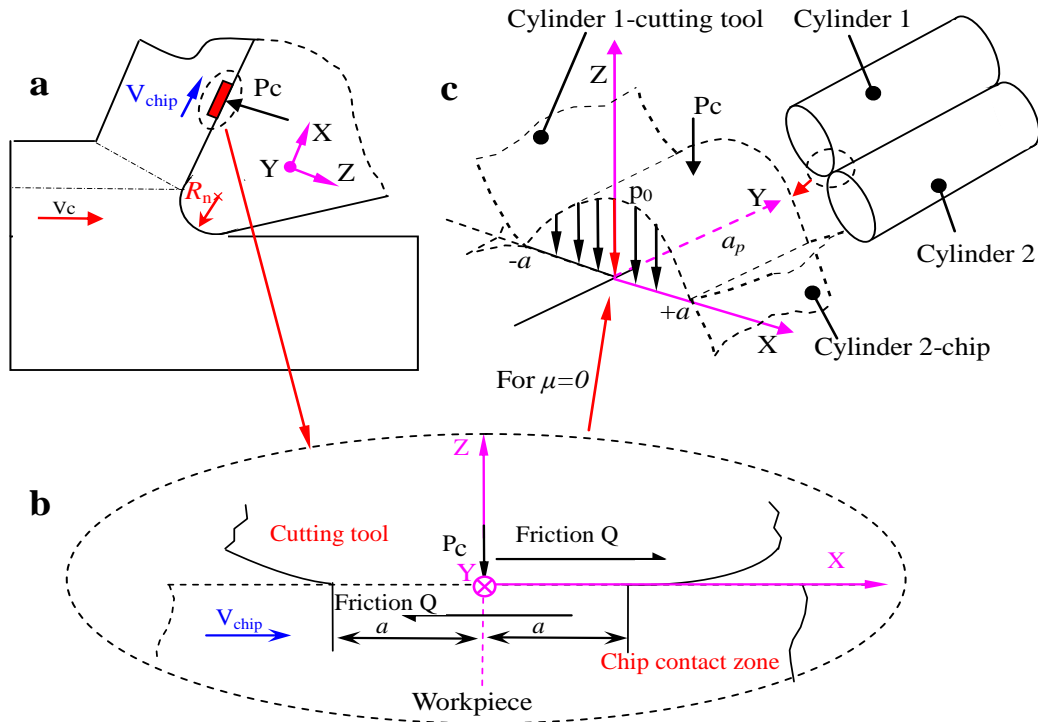 a
V_chip
Pc
X
Y
Z
R_n
Vc
c
Cylinder 1-cutting tool
Cylinder 1
Z
Pc
p_0
Y
a_p
-a
+a
X
Cylinder 2
Cylinder 2-chip
For μ=0
b
Z
Cutting tool
P_C
Friction Q
Y
X
Friction Q
V_chip
a
a
Chip contact zone
Workpiece